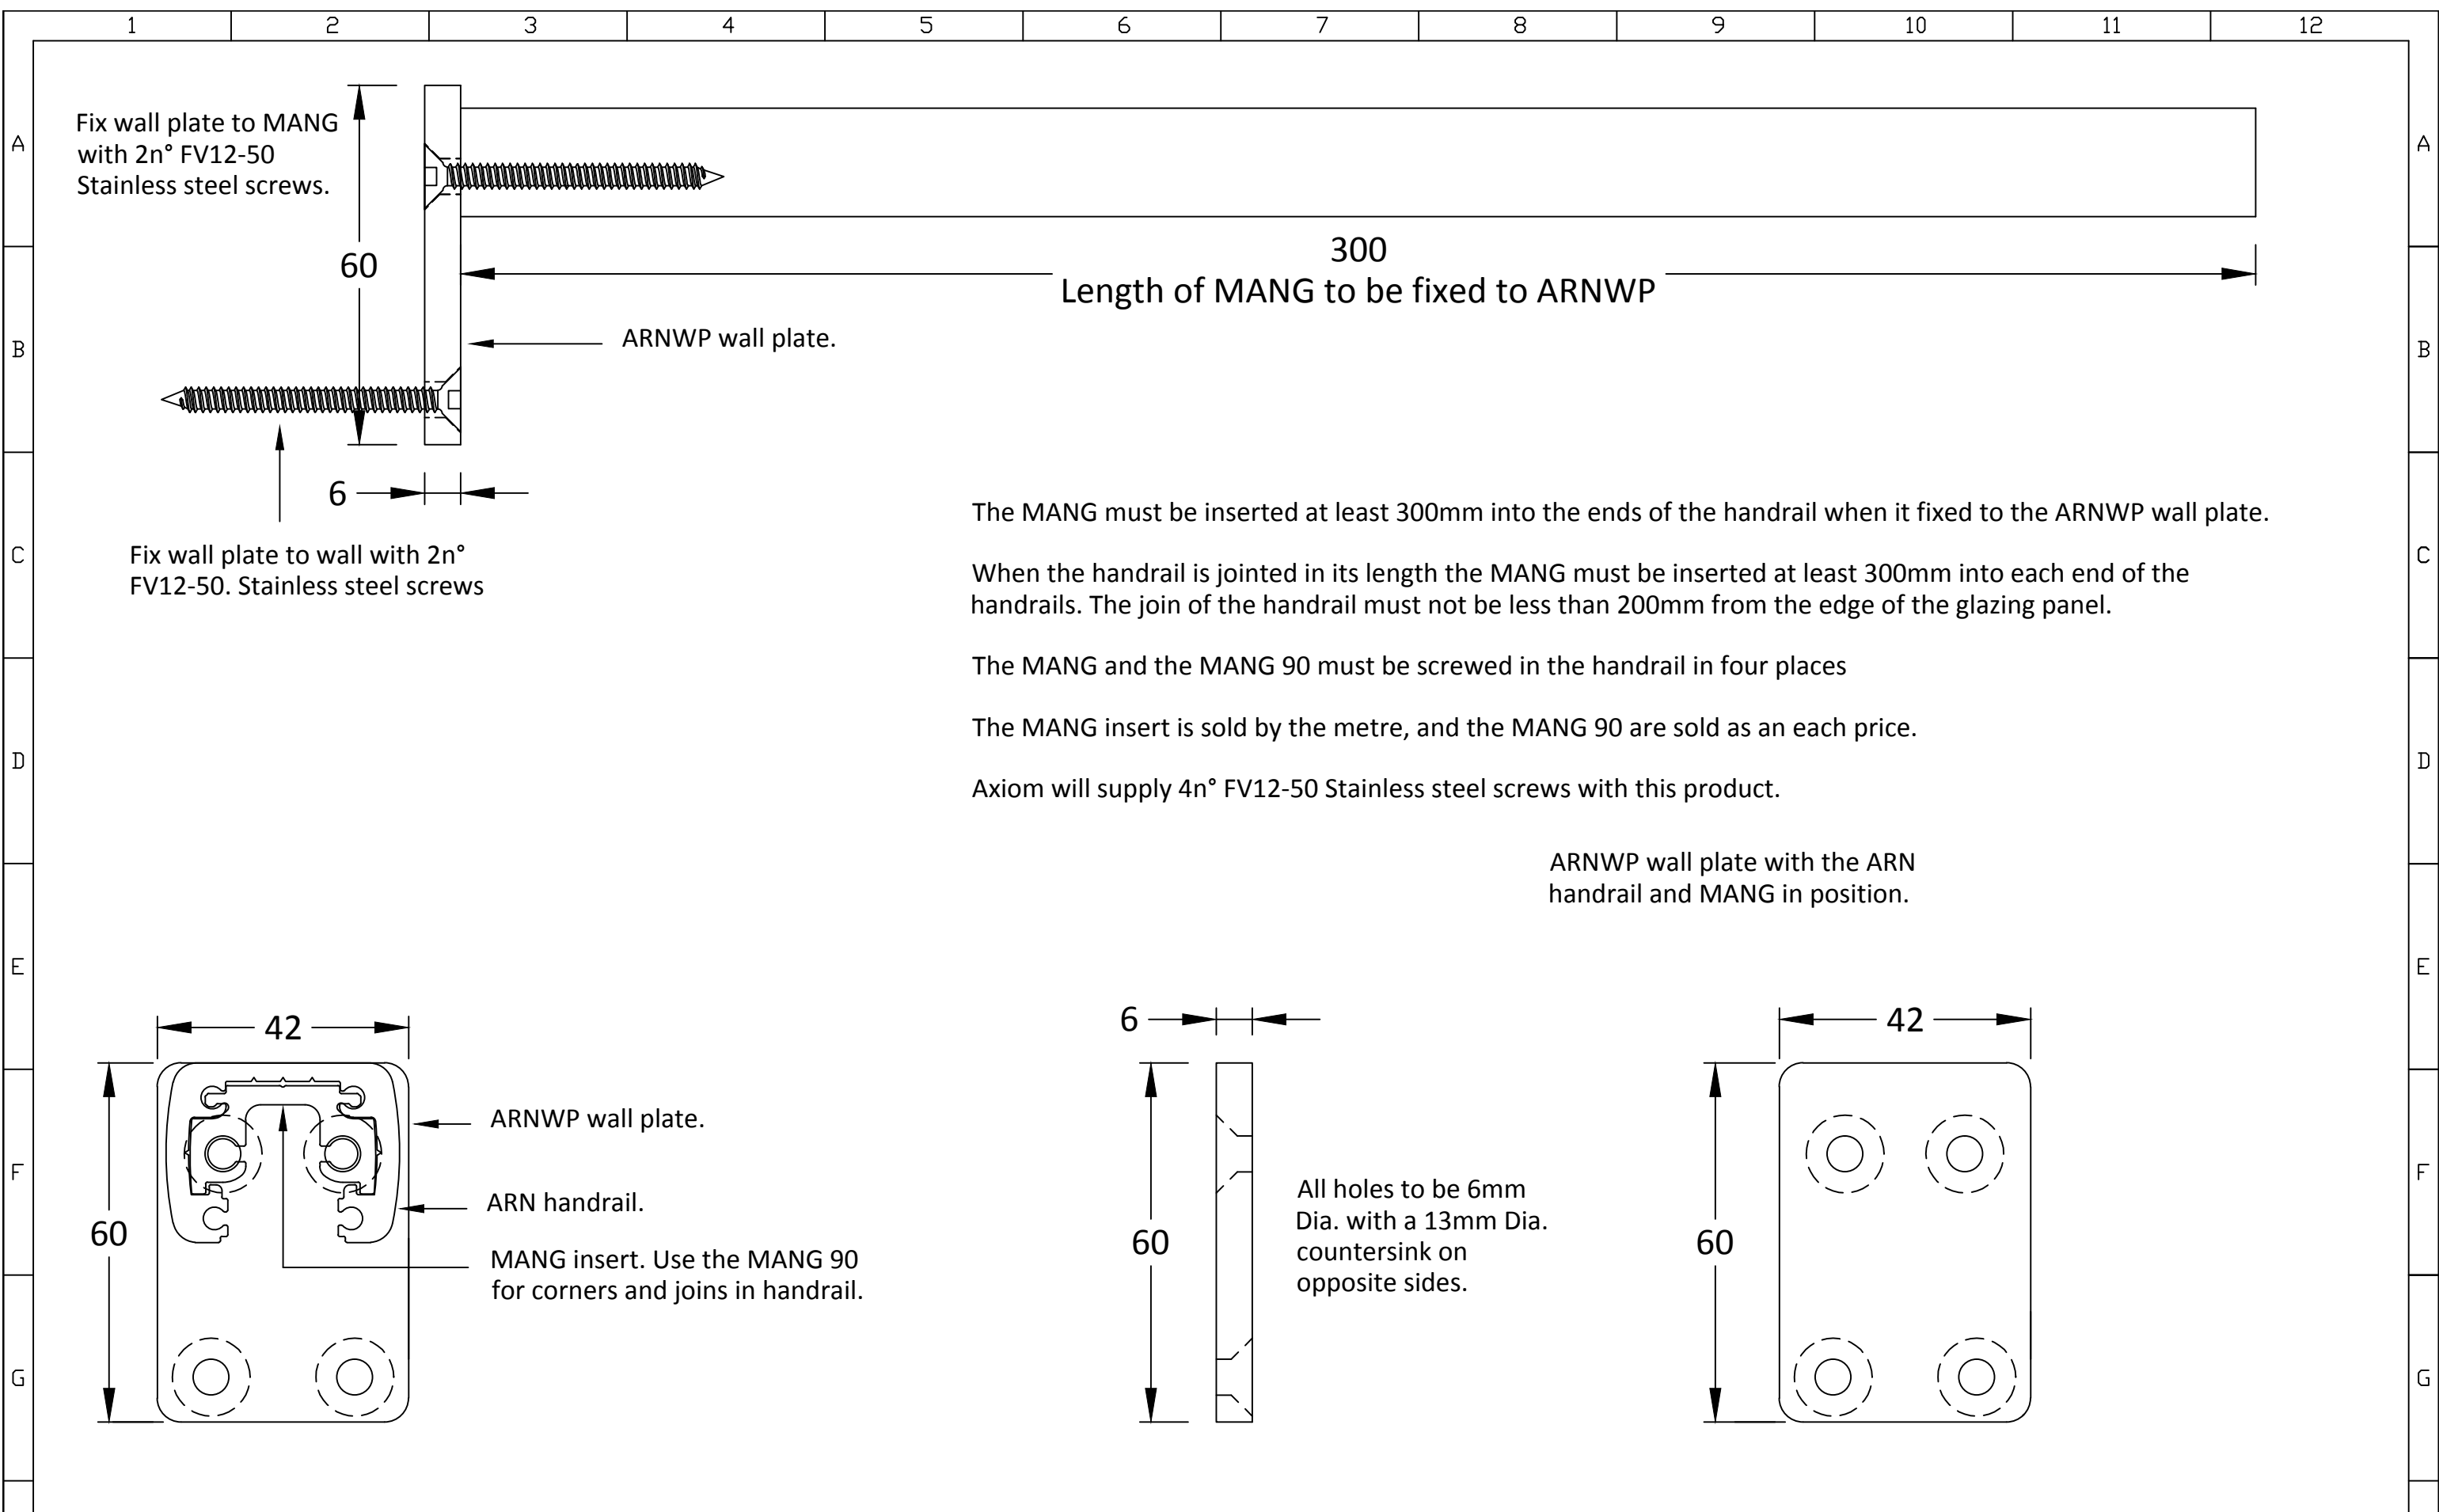 1 2 3 4 5 6 7 8 9 10 11 12
A A
Fix wall plate to MANG
with 2n° FV12-50
Stainless steel screws.
60
300
Length of MANG to be fixed to ARNWP
B B
ARNWP wall plate.
6
Fix wall plate to wall with 2n°
FV12-50. Stainless steel screws
C C
The MANG must be inserted at least 300mm into the ends of the handrail when it fixed to the ARNWP wall plate.
When the handrail is jointed in its length the MANG must be inserted at least 300mm into each end of the
handrails. The join of the handrail must not be less than 200mm from the edge of the glazing panel.
The MANG and the MANG 90 must be screwed in the handrail in four places
The MANG insert is sold by the metre, and the MANG 90 are sold as an each price.
D D
Axiom will supply 4n° FV12-50 Stainless steel screws with this product.
ARNWP wall plate with the ARN
handrail and MANG in position.
E E
42
60
ARNWP wall plate.
ARN handrail.
MANG insert. Use the MANG 90
for corners and joins in handrail.
6
60
All holes to be 6mm
Dia. with a 13mm Dia.
countersink on
opposite sides.
42
60
F F
G G